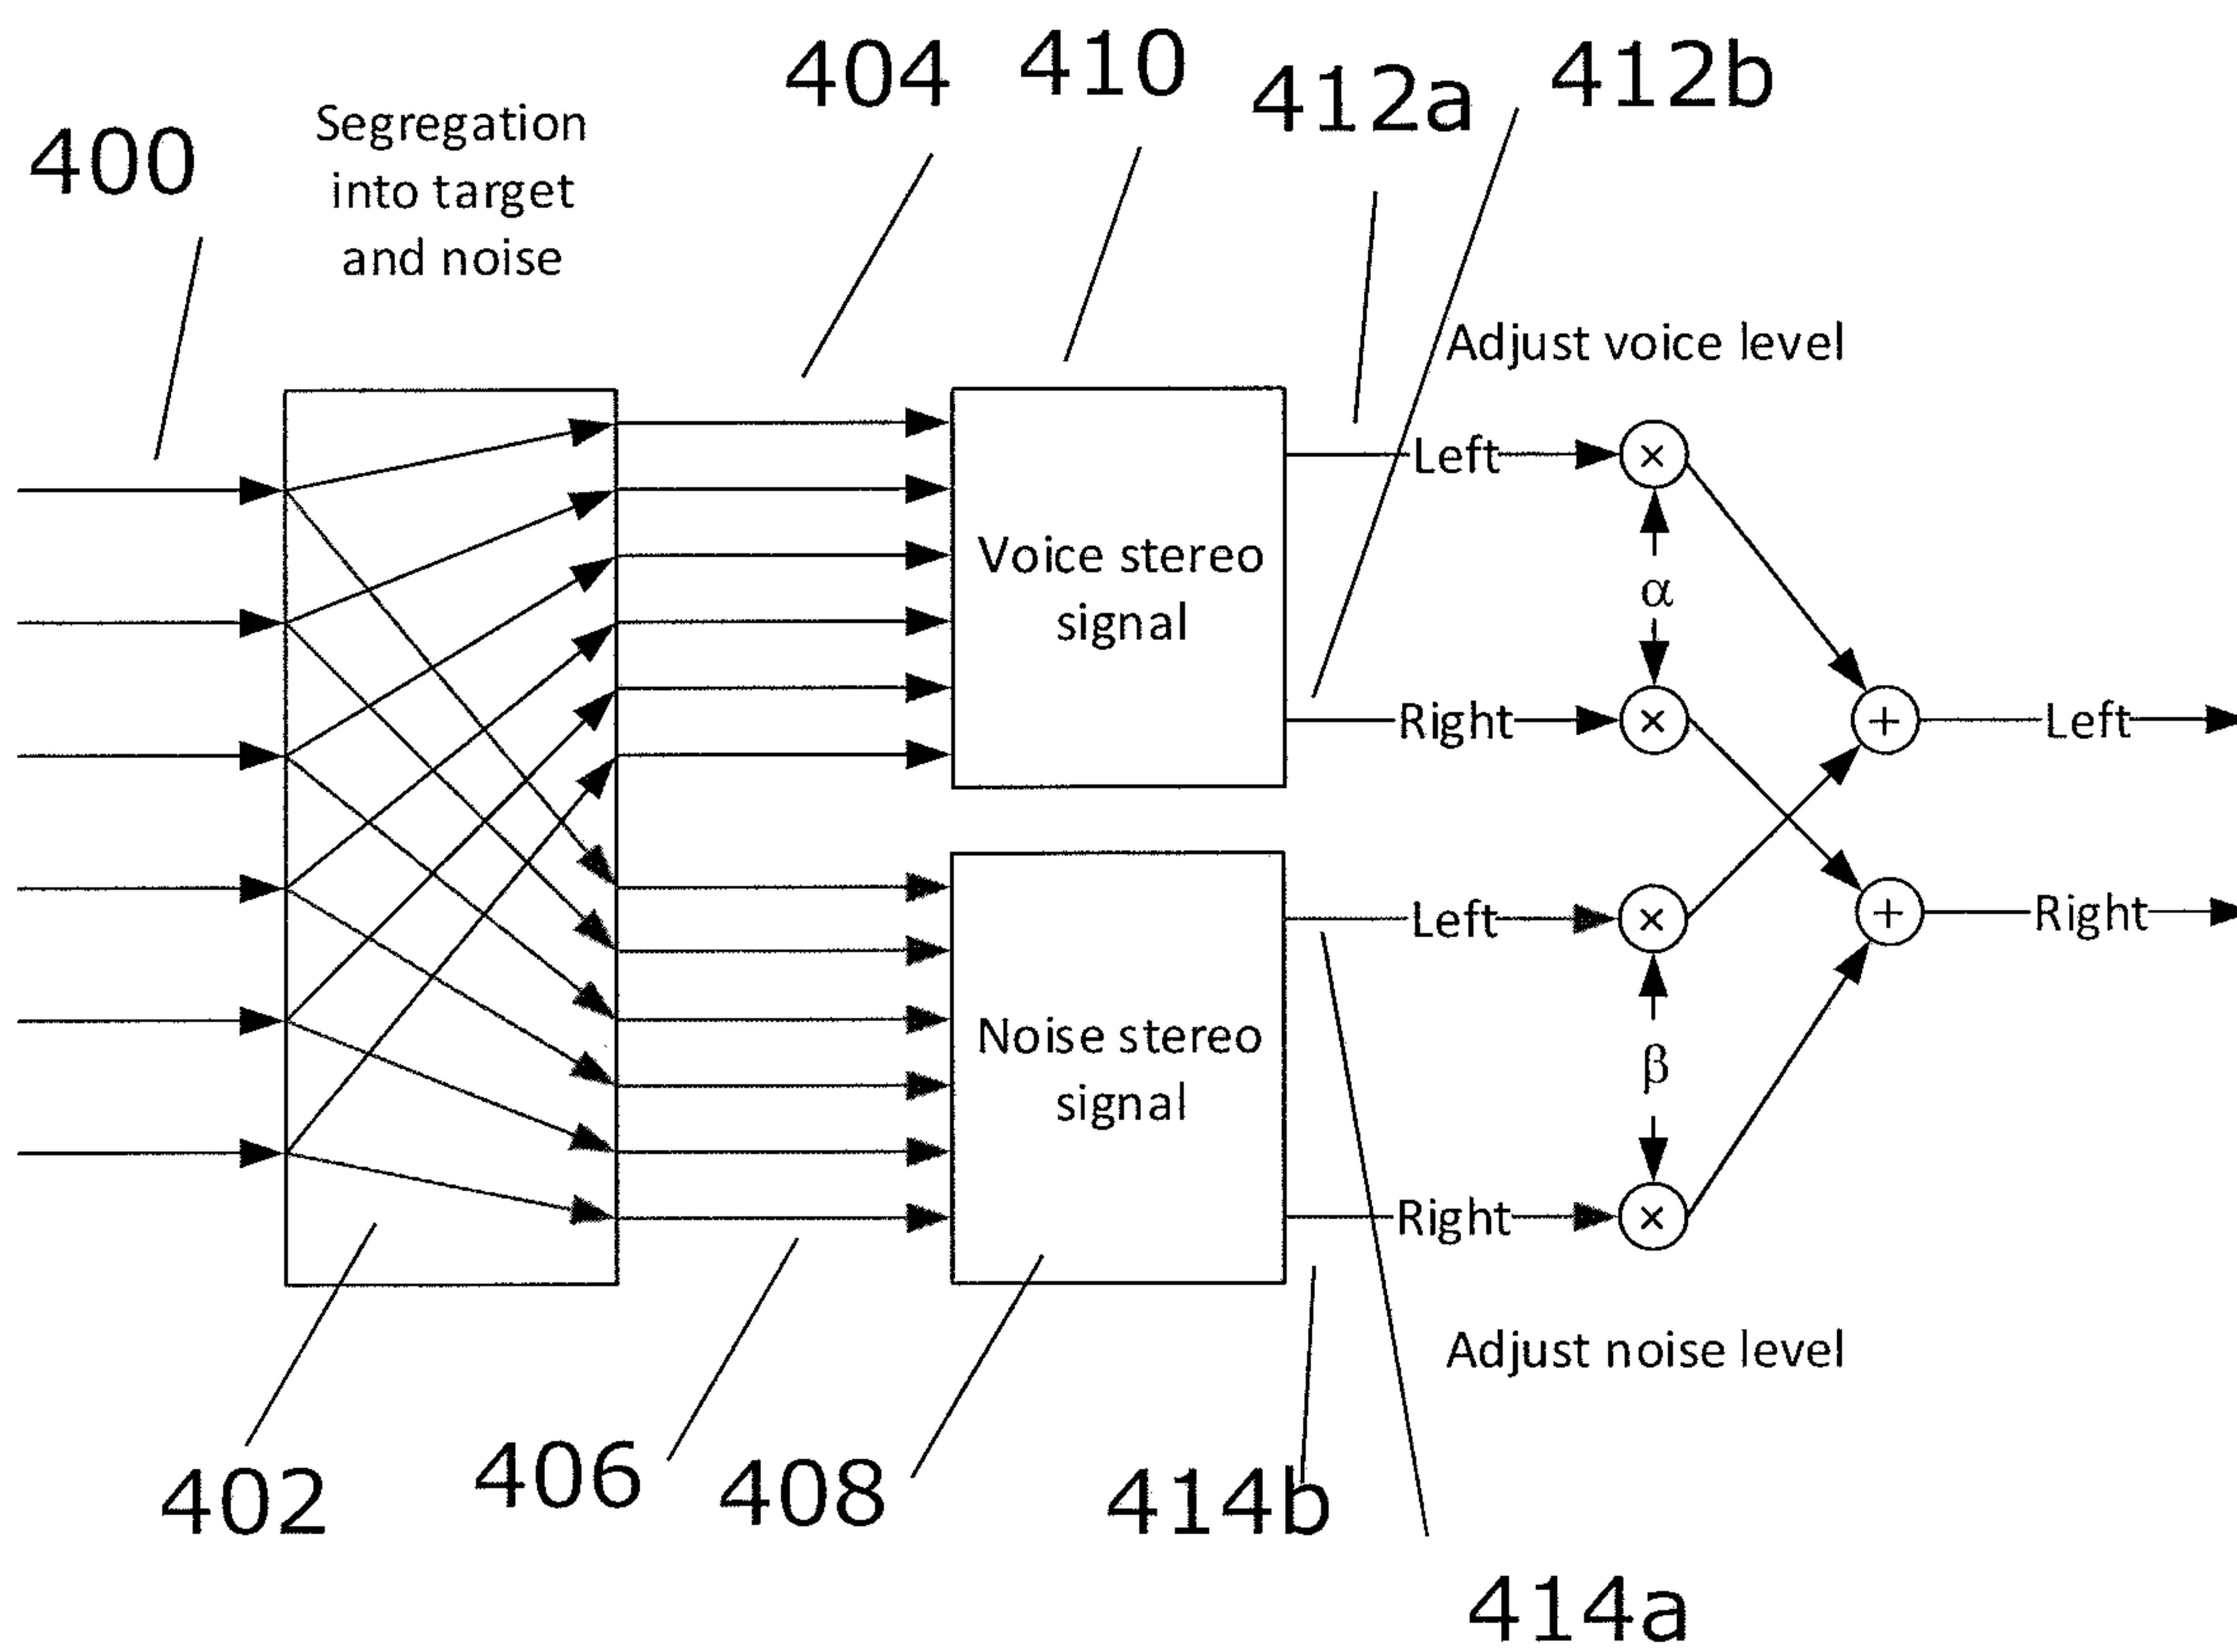 404
410
412a
412b
400
Segregation
into target
and noise
Adjust voice level
Voice stereo
signal
Left
×
α
Right
×
+
Left
Noise stereo
signal
Left
×
β
Right
×
+
Right
Adjust noise level
402
406
408
414b
414a